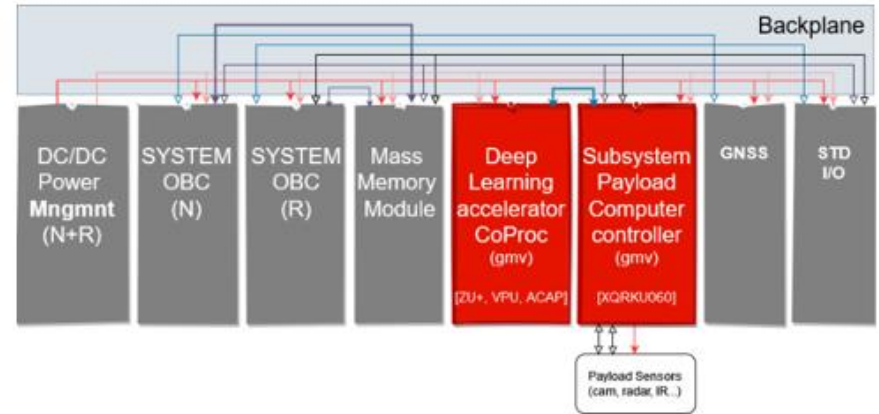 Backplane
DC/DC
Power
Mngmnt
(N+R)
SYSTEM
OBC
(N)
SYSTEM
OBC
(R)
Mass
Memory
Module
Deep
Learning
accelerator
CoProc
(gmv)
[ZU+, VPU, ACAP]
Subsystem
Payload
Computer
controller
(gmv)
[XQRKU060]
GNSS
STD
I/O
Payload Sensors
(cam, radar, IR...)